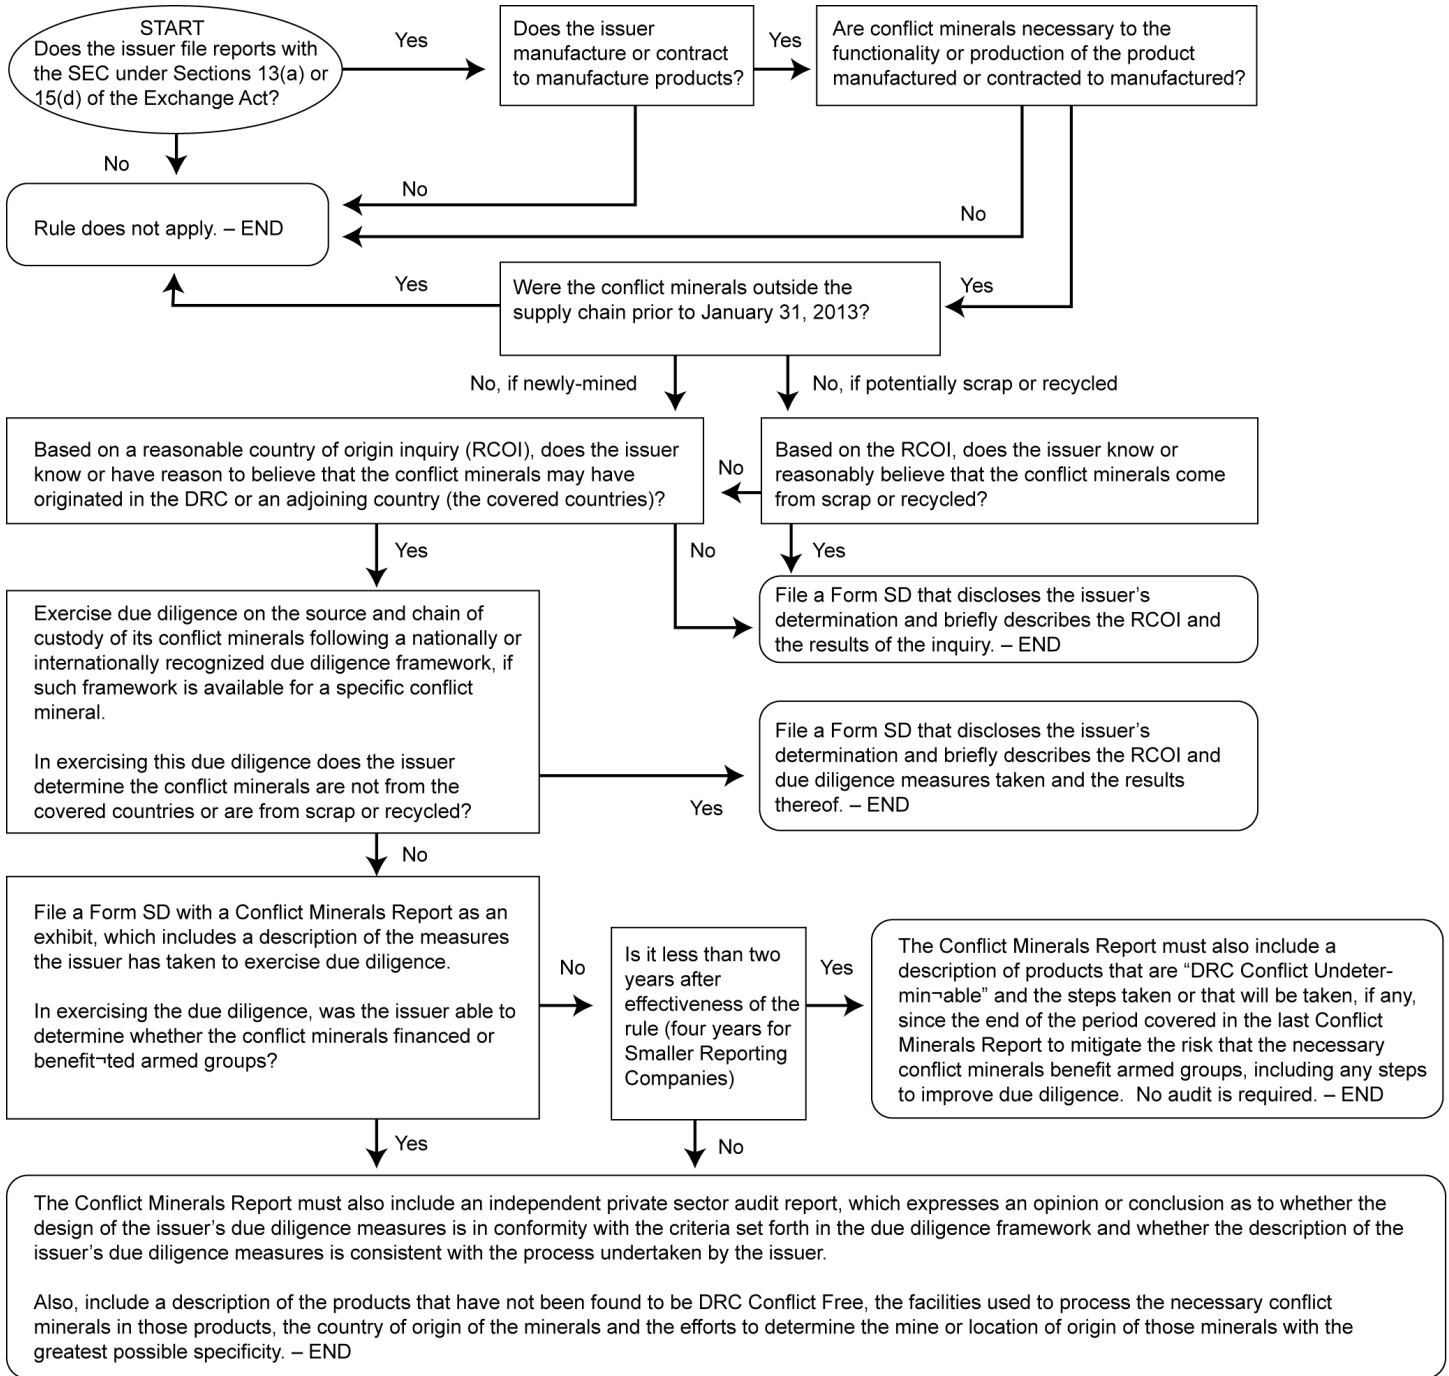 START
Does the issuer file reports with
the SEC under Sections 13(a) or
15(d) of the Exchange Act?
Yes
Does the issuer
manufacture or contract
to manufacture products?
Yes
Are conflict minerals necessary to the
functionality or production of the product
manufactured or contracted to manufactured?
No
No
No
Rule does not apply. – END
Yes
Were the conflict minerals outside the
supply chain prior to January 31, 2013?
Yes
No, if newly-mined
No, if potentially scrap or recycled
Based on a reasonable country of origin inquiry (RCOI), does the issuer
know or have reason to believe that the conflict minerals may have
originated in the DRC or an adjoining country (the covered countries)?
No
Based on the RCOI, does the issuer know or
reasonably believe that the conflict minerals come
from scrap or recycled?
Yes
No
Yes
File a Form SD that discloses the issuer’s
determination and briefly describes the RCOI and
the results of the inquiry. – END
Exercise due diligence on the source and chain of
custody of its conflict minerals following a nationally or
internationally recognized due diligence framework, if
such framework is available for a specific conflict
mineral.
In exercising this due diligence does the issuer
determine the conflict minerals are not from the
covered countries or are from scrap or recycled?
Yes
File a Form SD that discloses the issuer’s
determination and briefly describes the RCOI and
due diligence measures taken and the results
thereof. – END
No
File a Form SD with a Conflict Minerals Report as an
exhibit, which includes a description of the measures
the issuer has taken to exercise due diligence.
In exercising the due diligence, was the issuer able to
determine whether the conflict minerals financed or
benefit¬ted armed groups?
No
Is it less than two
years after
effectiveness of the
rule (four years for
Smaller Reporting
Companies)
Yes
The Conflict Minerals Report must also include a
description of products that are “DRC Conflict Undeter-
min¬able” and the steps taken or that will be taken, if any,
since the end of the period covered in the last Conflict
Minerals Report to mitigate the risk that the necessary
conflict minerals benefit armed groups, including any steps
to improve due diligence.  No audit is required. – END
Yes
No
The Conflict Minerals Report must also include an independent private sector audit report, which expresses an opinion or conclusion as to whether the
design of the issuer’s due diligence measures is in conformity with the criteria set forth in the due diligence framework and whether the description of the
issuer’s due diligence measures is consistent with the process undertaken by the issuer.
Also, include a description of the products that have not been found to be DRC Conflict Free, the facilities used to process the necessary conflict
minerals in those products, the country of origin of the minerals and the efforts to determine the mine or location of origin of those minerals with the
greatest possible specificity. – END